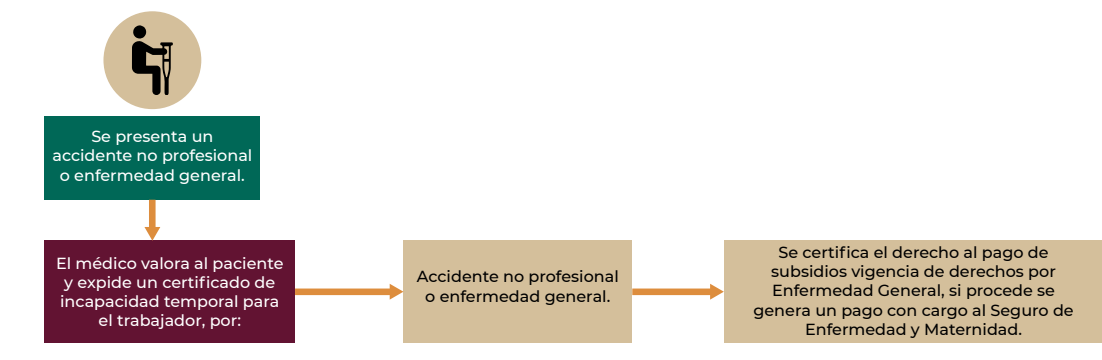 Se presenta un
accidente no profesional
o enfermedad general.
El médico valora al paciente
y expide un certificado de
incapacidad temporal para
el trabajador, por:
Accidente no profesional
o enfermedad general.
Se certifica el derecho al pago de
subsidios vigencia de derechos por
Enfermedad General, si procede se
genera un pago con cargo al Seguro de
Enfermedad y Maternidad.